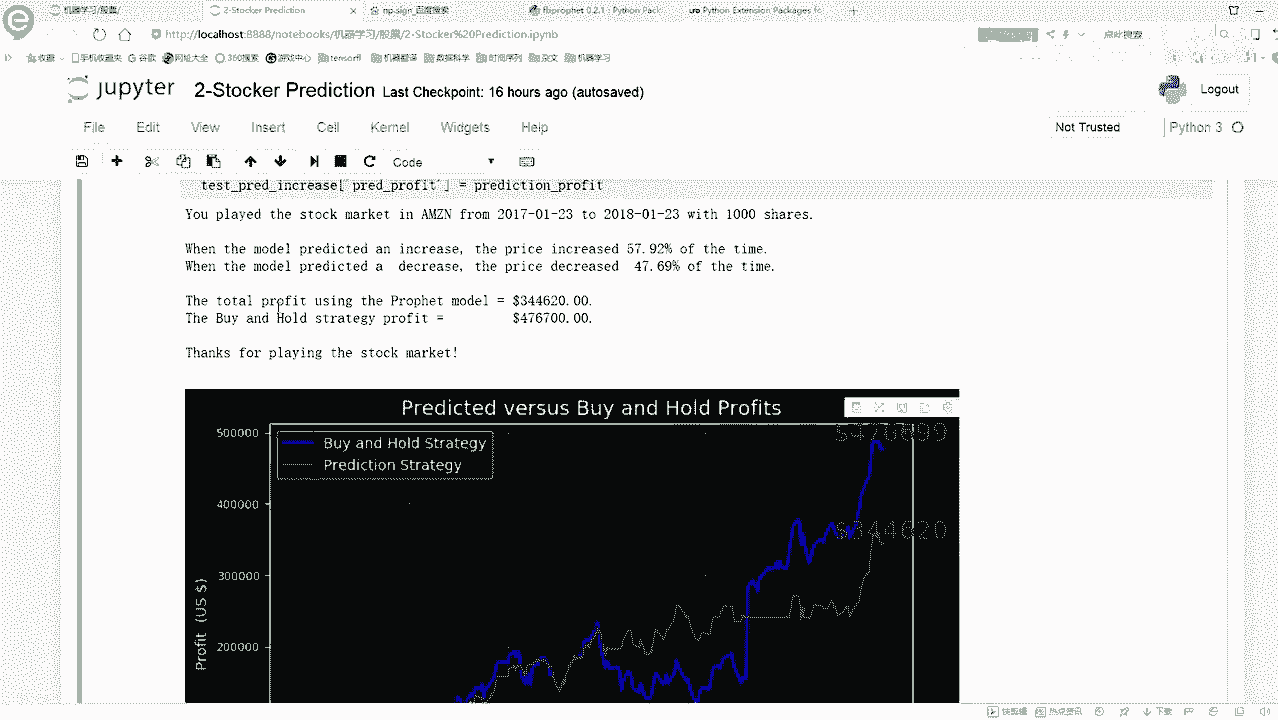 机器学习/股票/
2-Stocker Prediction
np.sign_百度搜索
fbprophet 0.2.1 : Python Pack
Python Extension Packages fo
http://localhost:8888/notebooks/机器学习/股票/2-Stocker%20Prediction.ipynb
点此搜索
收藏 手机收藏夹 谷歌 网址大全 360搜索 游戏中心 tensorfl 机器翻译 数据科学 时间序列 杂文 机器学习
jupyter 2-Stocker Prediction Last Checkpoint: 16 hours ago (autosaved)
Logout
File Edit View Insert Cell Kernel Widgets Help
Not Trusted Python 3
Code
test_pred_increase['pred_profit'] = prediction_profit
You played the stock market in AMZN from 2017-01-23 to 2018-01-23 with 1000 shares.
When the model predicted an increase, the price increased 57.92% of the time.
When the model predicted a  decrease, the price decreased  47.69% of the time.
The total profit using the Prophet model = $344620.00.
The Buy and Hold strategy profit =         $476700.00.
Thanks for playing the stock market!
Predicted versus Buy and Hold Profits
Buy and Hold Strategy
Prediction Strategy
$476699
$344620
500000
400000
300000
200000
Profit (US $)
快剪辑 热点资讯 下载